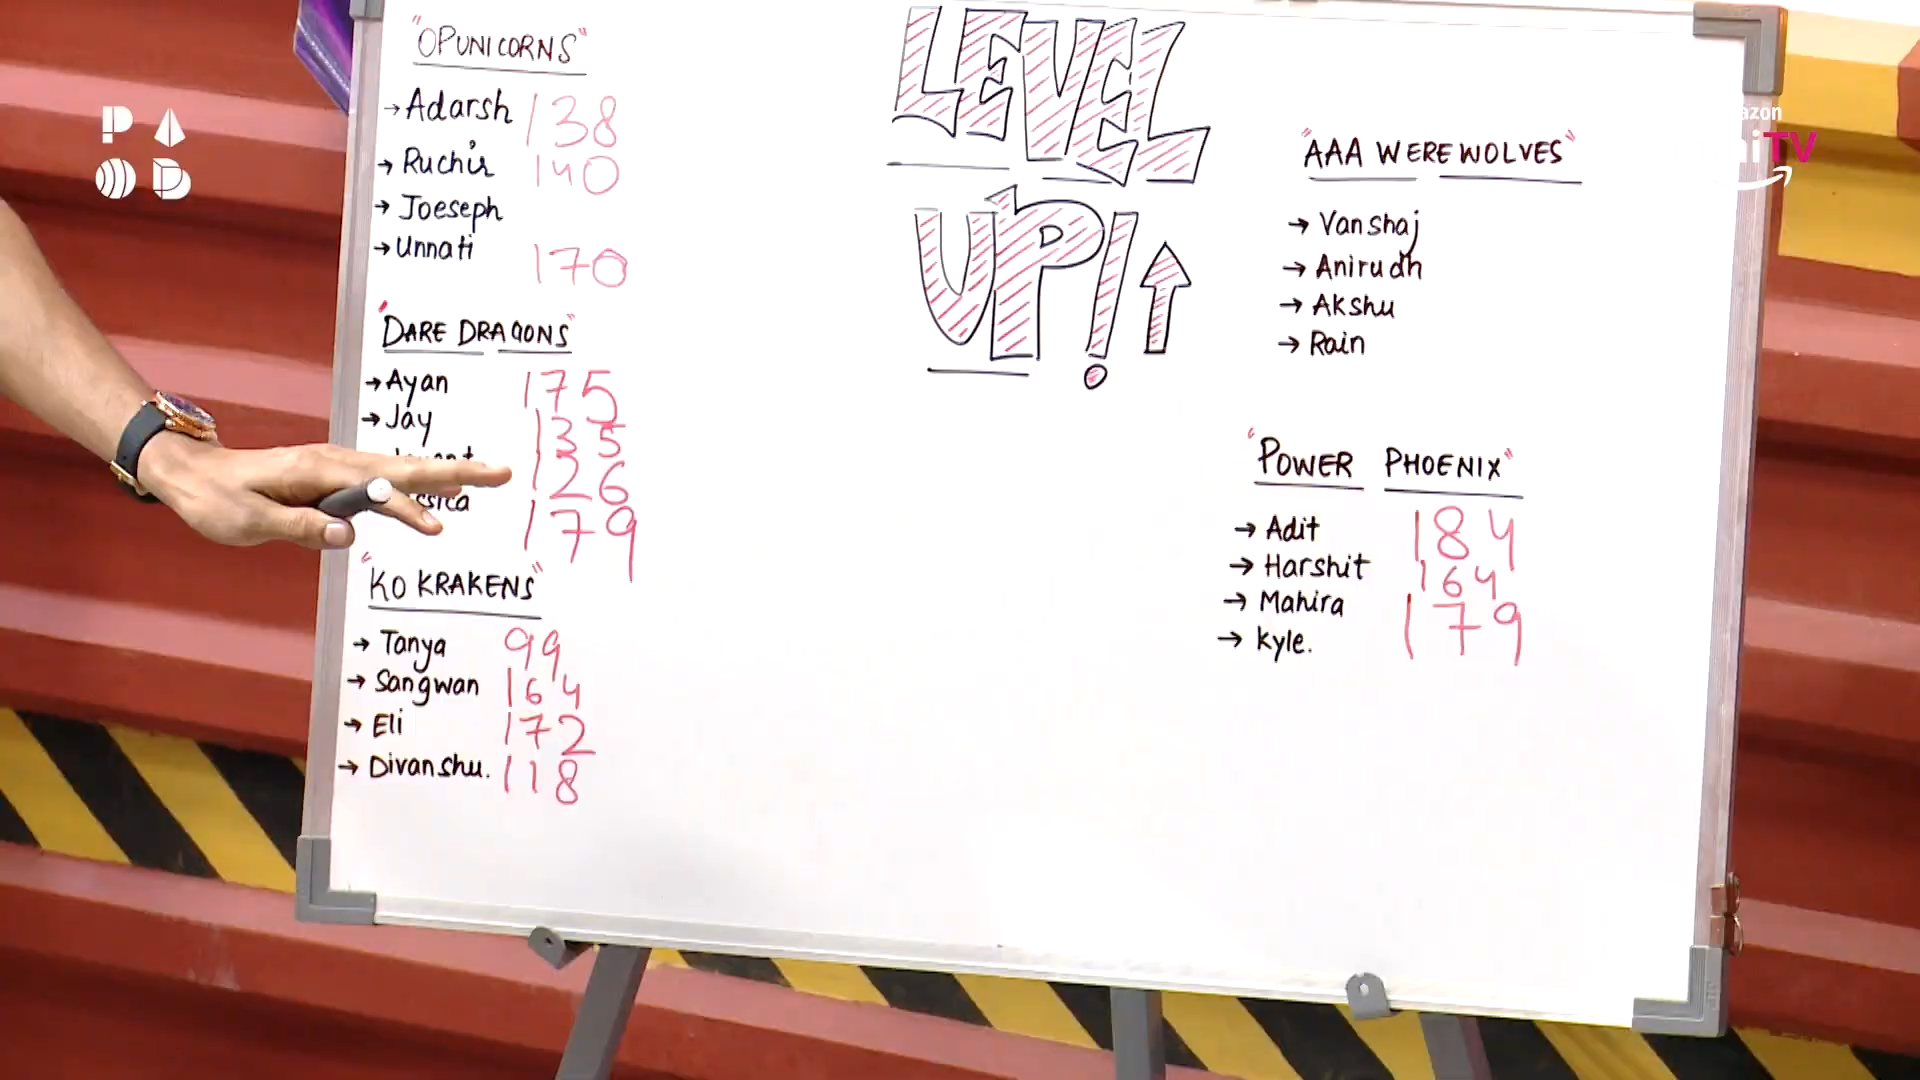 "OPUNICORNS"
→ Adarsh 138
→ Ruchir 140
→ Joeseph
→ Unnati 170
"DARE DRAGONS"
→ Ayan 175
→ Jay 135
126
179
"KO KRAKENS"
→ Tanya 99
→ Sangwan 164
→ Eli 172
→ Divanshu. 118
LEVEL
UP!
"AAA WEREWOLVES"
→ Vanshaj
→ Anirudh
→ Akshu
→ Rain
"POWER PHOENIX"
→ Adit 184
→ Harshit 164
→ Mahira 179
→ Kyle.
P
OD
TV